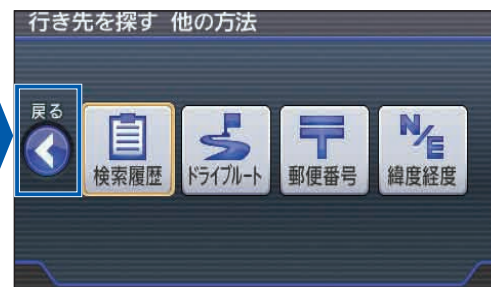 行き先を探す 他の方法
戻る
検索履歴
ドライブルート
郵便番号
N/E
緯度経度